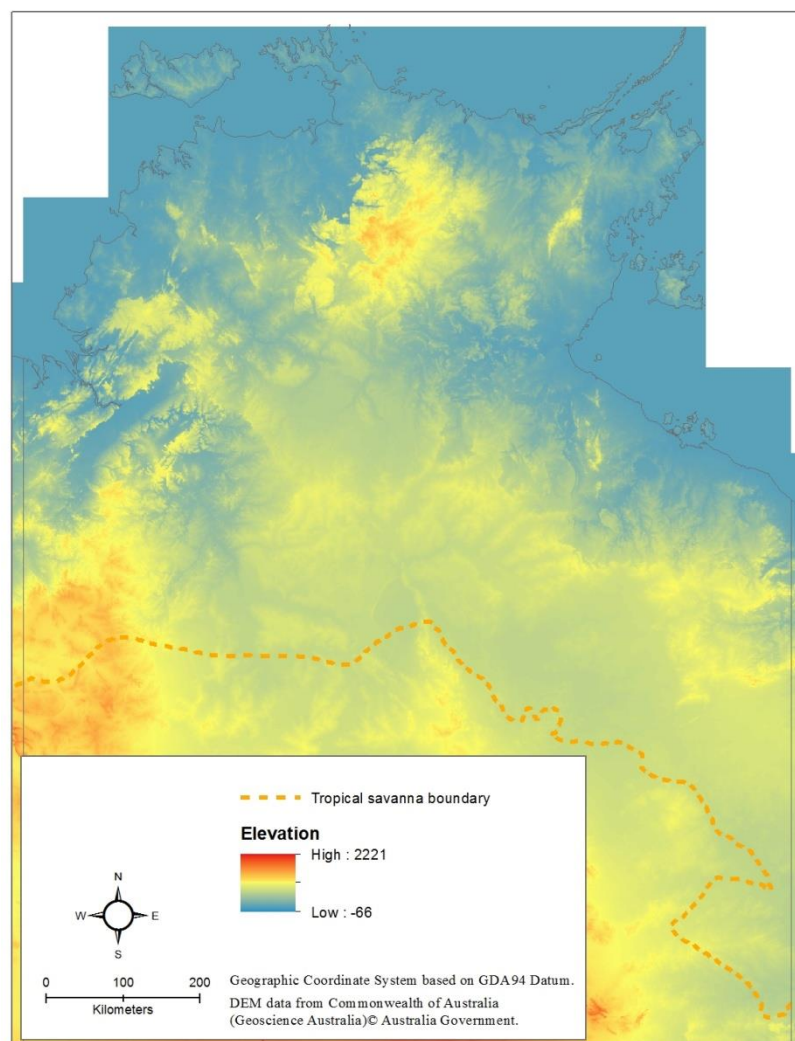 Tropical savanna boundary
Elevation
High : 2221
Low : -66
N
W E
S
0 100 200
Kilometers
Geographic Coordinate System based on GDA94 Datum.
DEM data from Commonwealth of Australia
(Geoscience Australia)© Australia Government.